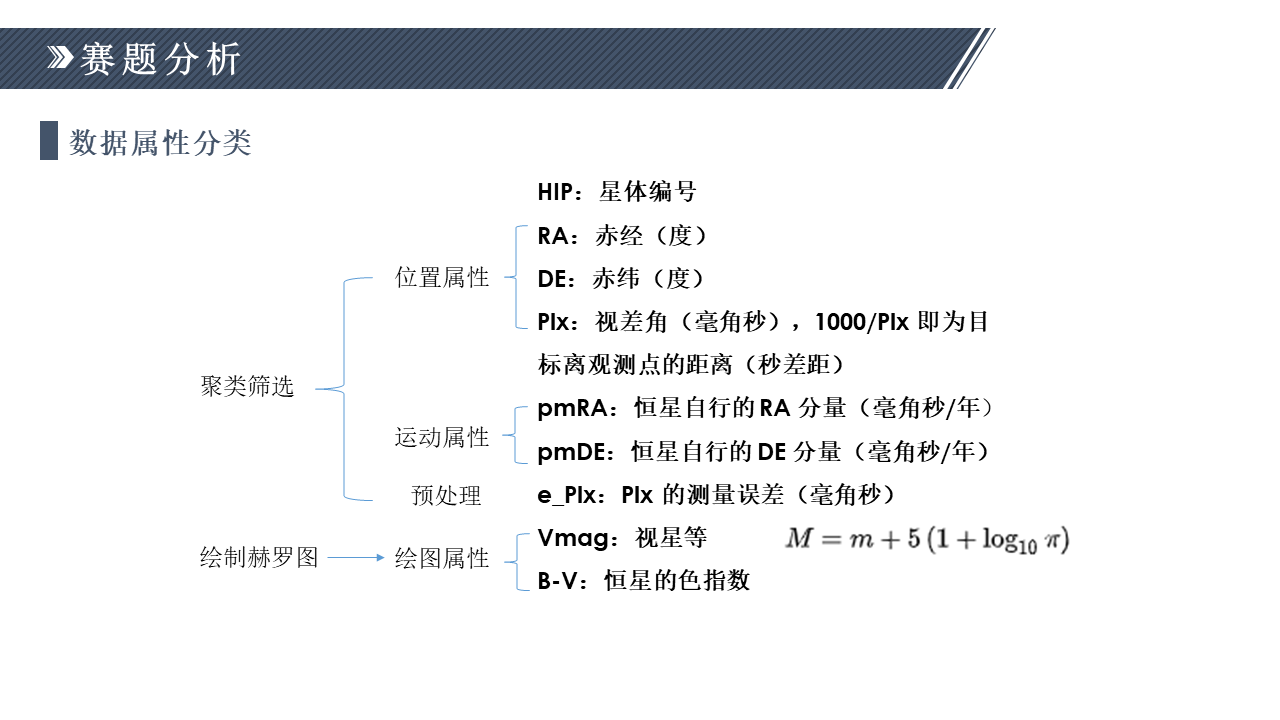 赛题分析
数据属性分类
HIP：星体编号
RA：赤经（度）
位置属性
DE：赤纬（度）
Plx：视差角（毫角秒），1000/Plx 即为目
标离观测点的距离（秒差距）
聚类筛选
pmRA：恒星自行的 RA 分量（毫角秒/年）
运动属性
pmDE：恒星自行的 DE 分量（毫角秒/年）
预处理
e_Plx：Plx 的测量误差（毫角秒）
Vmag：视星等
M = m + 5 (1 + log₁₀ π)
绘制赫罗图
绘图属性
B-V：恒星的色指数